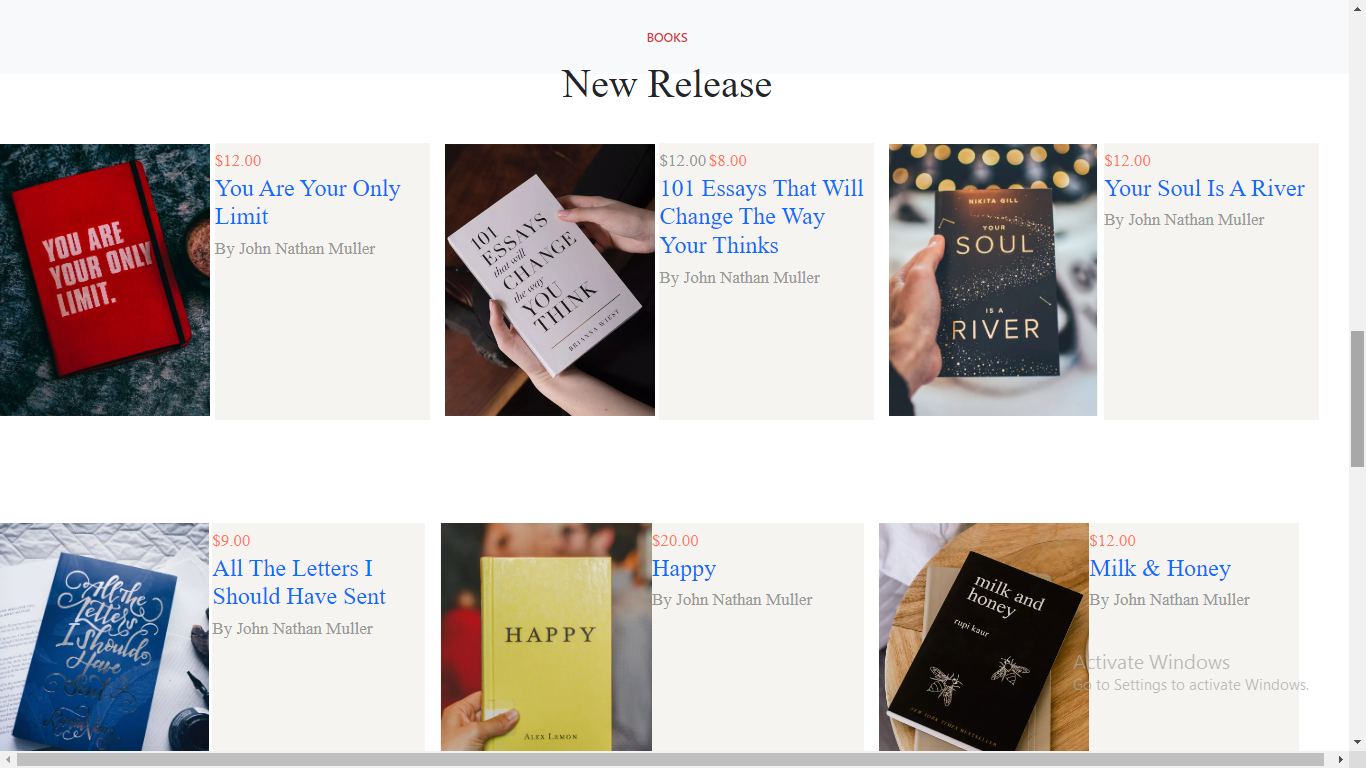 BOOKS
New Release
YOU ARE
YOUR ONLY
LIMIT.
$12.00
You Are Your Only
Limit
By John Nathan Muller
101
ESSAYS
that will
CHANGE
the way
YOU
THINK
BRIANNA WIEST
$12.00 $8.00
101 Essays That Will
Change The Way
Your Thinks
By John Nathan Muller
NIKITA GILL
YOUR
SOUL
IS A
RIVER
$12.00
Your Soul Is A River
By John Nathan Muller
All The
Letters
I Should
Have
Sent
$9.00
All The Letters I
Should Have Sent
By John Nathan Muller
HAPPY
ALEX LEMON
$20.00
Happy
By John Nathan Muller
milk and
honey
rupi kaur
NEW YORK TIMES BESTSELLER
$12.00
Milk & Honey
By John Nathan Muller
Activate Windows
Go to Settings to activate Windows.